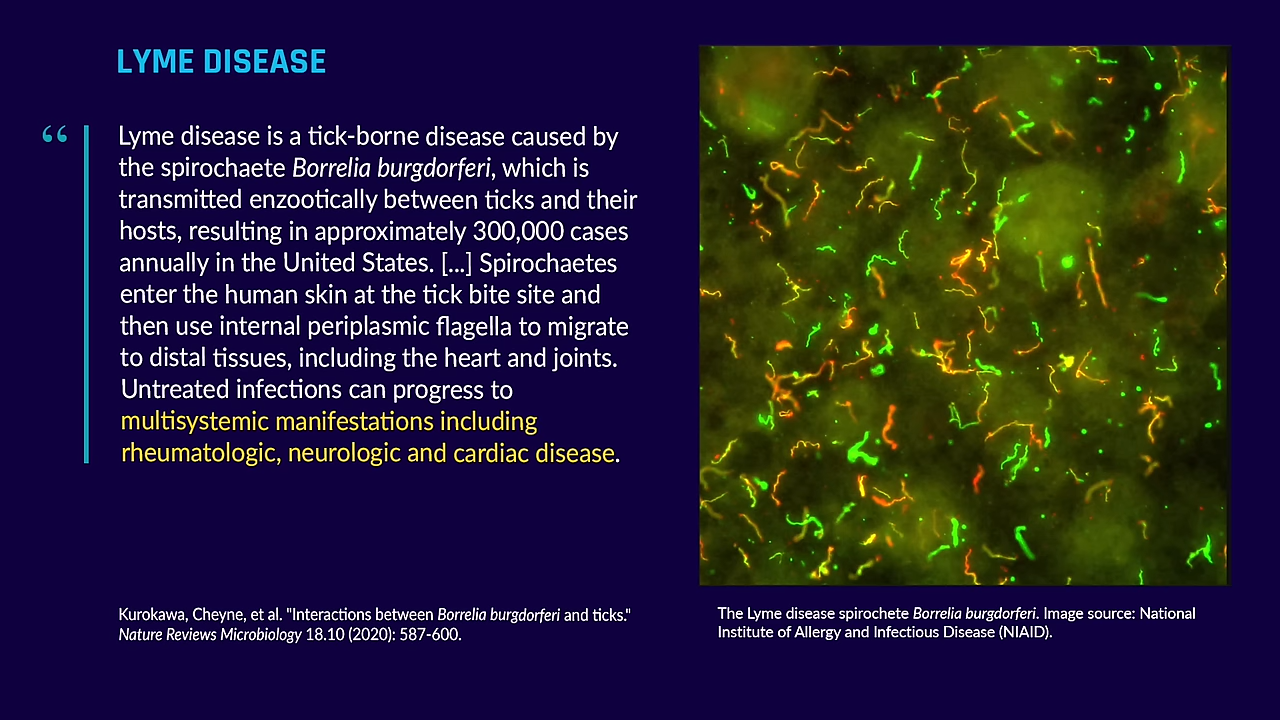 LYME DISEASE
“
Lyme disease is a tick-borne disease caused by
the spirochaete Borrelia burgdorferi, which is
transmitted enzootically between ticks and their
hosts, resulting in approximately 300,000 cases
annually in the United States. [...] Spirochaetes
enter the human skin at the tick bite site and
then use internal periplasmic flagella to migrate
to distal tissues, including the heart and joints.
Untreated infections can progress to
multisystemic manifestations including
rheumatologic, neurologic and cardiac disease.
Kurokawa, Cheyne, et al. "Interactions between Borrelia burgdorferi and ticks."
Nature Reviews Microbiology 18.10 (2020): 587-600.
The Lyme disease spirochete Borrelia burgdorferi. Image source: National
Institute of Allergy and Infectious Disease (NIAID).